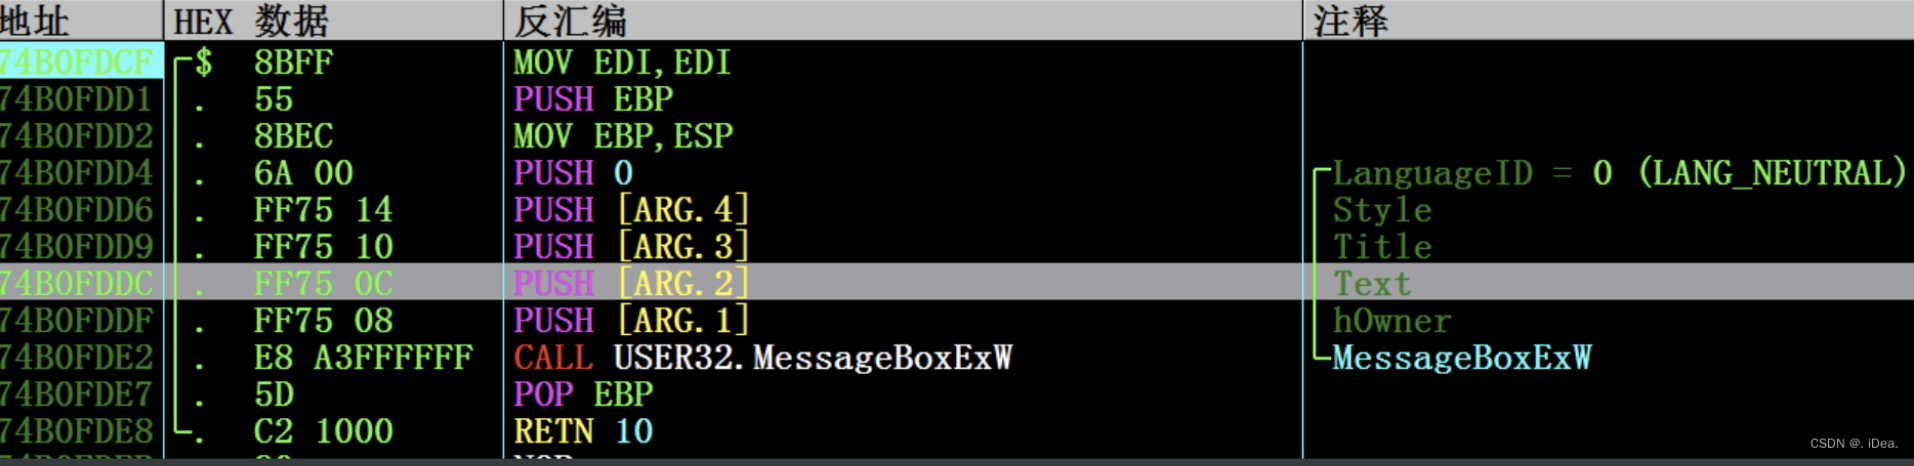 地址 HEX 数据 反汇编 注释
74B0FDCF $ 8BFF MOV EDI,EDI
74B0FDD1 . 55 PUSH EBP
74B0FDD2 . 8BEC MOV EBP,ESP
74B0FDD4 . 6A 00 PUSH 0 LanguageID = 0 (LANG_NEUTRAL)
74B0FDD6 . FF75 14 PUSH [ARG.4] Style
74B0FDD9 . FF75 10 PUSH [ARG.3] Title
74B0FDDC . FF75 0C PUSH [ARG.2] Text
74B0FDDF . FF75 08 PUSH [ARG.1] hOwner
74B0FDE2 . E8 A3FFFFFF CALL USER32.MessageBoxExW MessageBoxExW
74B0FDE7 . 5D POP EBP
74B0FDE8 . C2 1000 RETN 10
CSDN @. iDea.